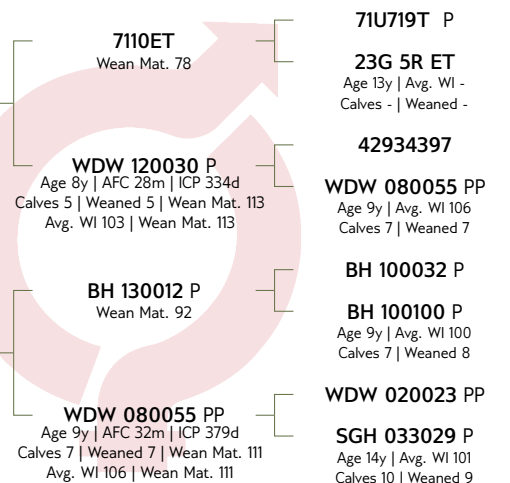 7110ET
Wean Mat. 78
WDW 120030 P
Age 8y | AFC 28m | ICP 334d
Calves 5 | Weaned 5 | Wean Mat. 113
Avg. WI 103 | Wean Mat. 113
BH 130012 P
Wean Mat. 92
WDW 080055 PP
Age 9y | AFC 32m | ICP 379d
Calves 7 | Weaned 7 | Wean Mat. 111
Avg. WI 106 | Wean Mat. 111
71U719T P
23G 5R ET
Age 13y | Avg. WI -
Calves - | Weaned -
42934397
WDW 080055 PP
Age 9y | Avg. WI 106
Calves 7 | Weaned 7
BH 100032 P
BH 100100 P
Age 9y | Avg. WI 100
Calves 7 | Weaned 8
WDW 020023 PP
SGH 033029 P
Age 14y | Avg. WI 101
Calves 10 | Weaned 9